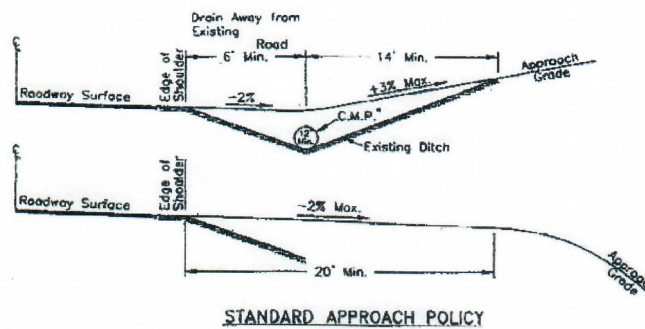 Drain Away from
Existing
Road
6' Min.
14' Min.
℄
Edge of
Shoulder
Approach
Grade
Roadway Surface
-2%
+3% Max.
C.M.P."
12"
Min.
Existing Ditch
℄
Edge of
Shoulder
Roadway Surface
-2% Max.
20' Min.
Approach
Grade
STANDARD APPROACH POLICY